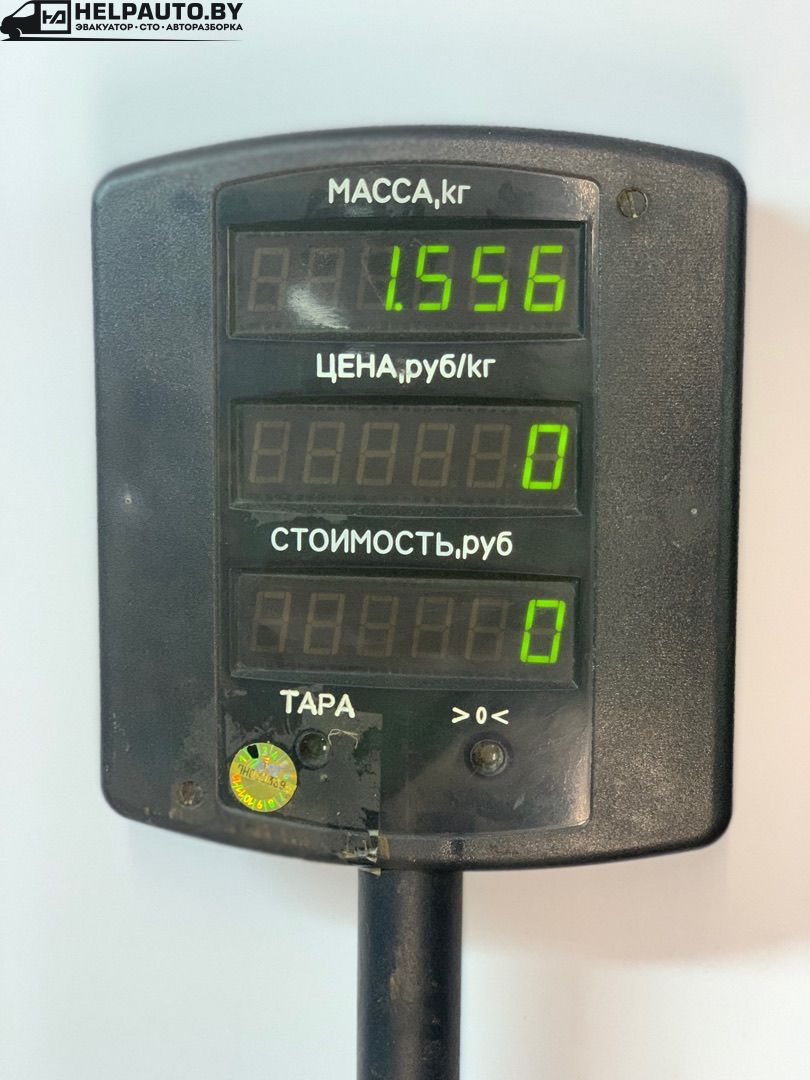 HELPAUTO.BY
ЭВАКУАТОР · СТО · АВТОРАЗБОРКА
МАССА,кг
1.556
ЦЕНА,руб/кг
0
СТОИМОСТЬ,руб
0
ТАРА
>0<